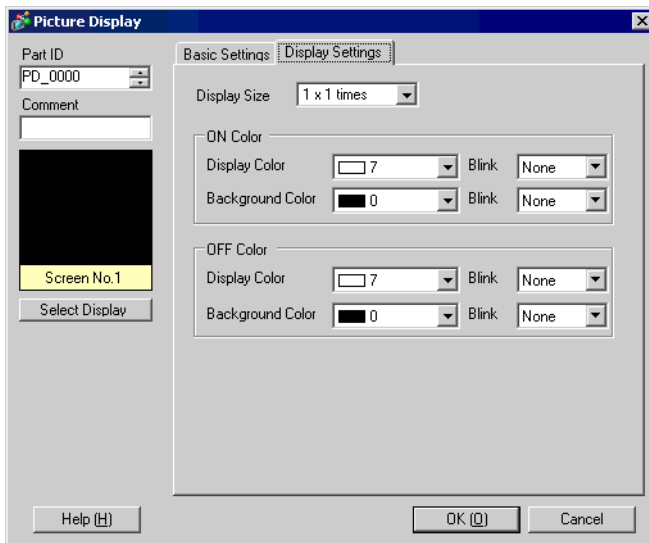 Picture Display
Part ID
PD_0000
Comment
Screen No.1
Select Display
Basic Settings
Display Settings
Display Size 1 x 1 times
ON Color
Display Color 7 Blink None
Background Color 0 Blink None
OFF Color
Display Color 7 Blink None
Background Color 0 Blink None
Help (H)
OK (O)
Cancel